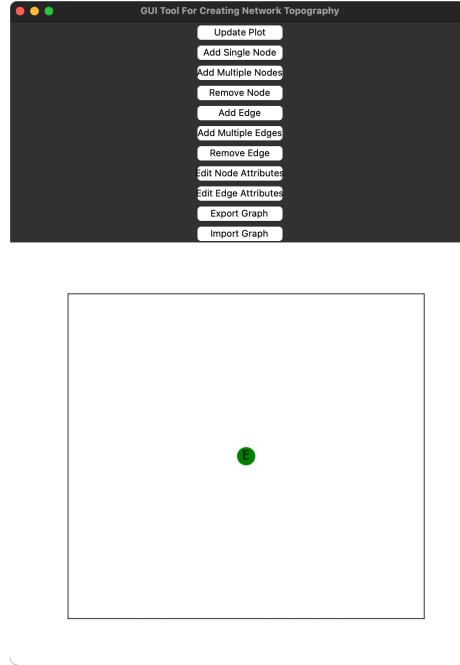 GUI Tool For Creating Network Topography
Update Plot
Add Single Node
Add Multiple Nodes
Remove Node
Add Edge
Add Multiple Edges
Remove Edge
Edit Node Attributes
Edit Edge Attributes
Export Graph
Import Graph
E